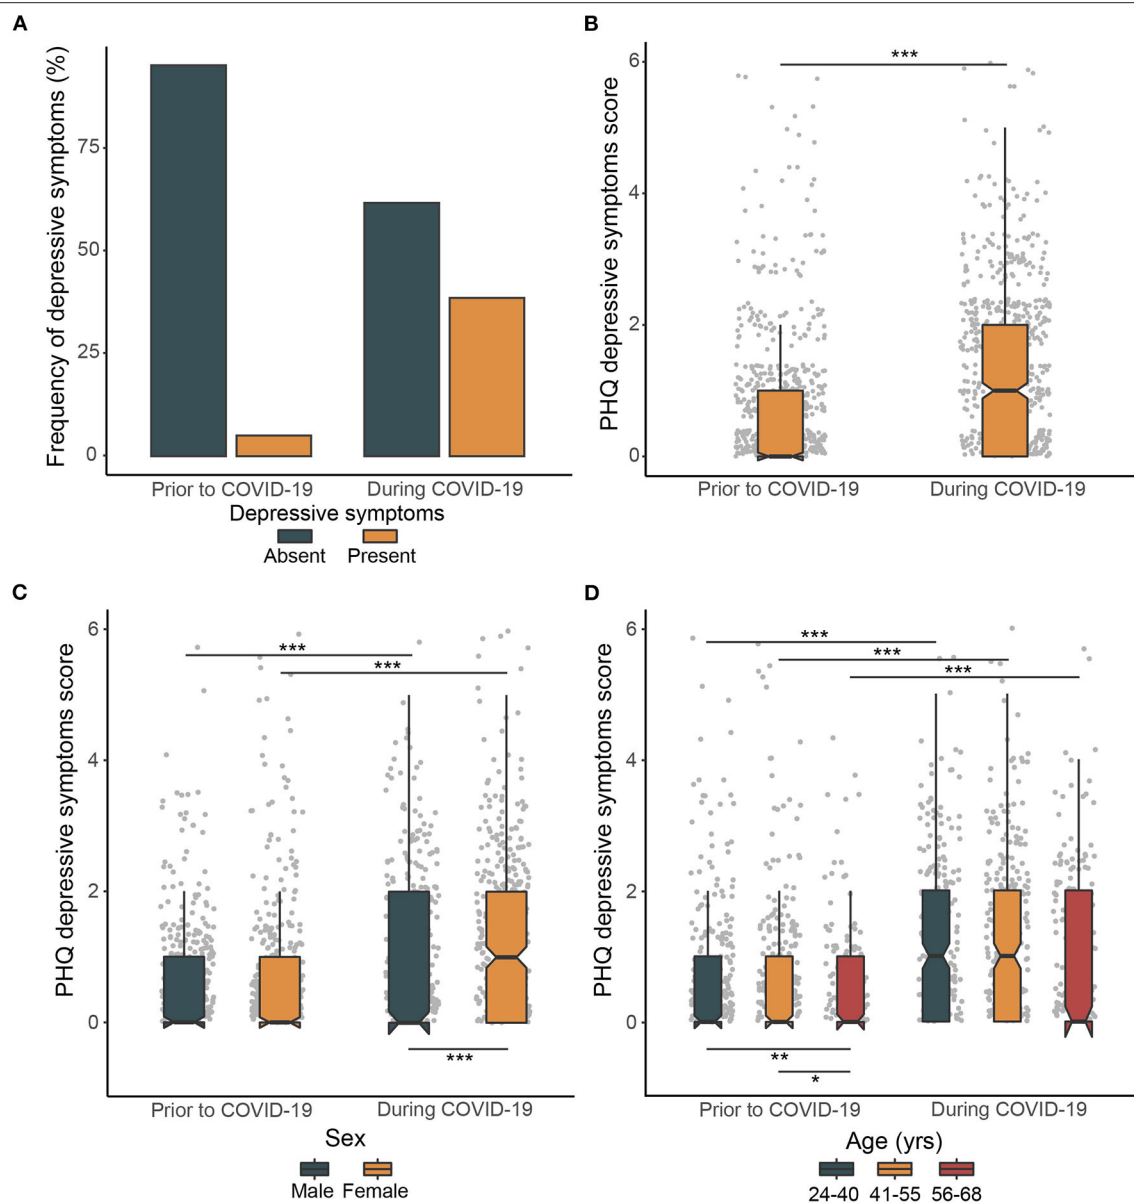 A
Frequency of depressive symptoms (%)
75
50
25
0
Prior to COVID-19 During COVID-19
Depressive symptoms
Absent Present
B
PHQ depressive symptoms score
6
4
2
0
***
Prior to COVID-19 During COVID-19
C
PHQ depressive symptoms score
6
4
2
0
***
***
***
Prior to COVID-19 During COVID-19
Sex
Male Female
D
PHQ depressive symptoms score
6
4
2
0
***
***
***
**
*
Prior to COVID-19 During COVID-19
Age (yrs)
24-40 41-55 56-68